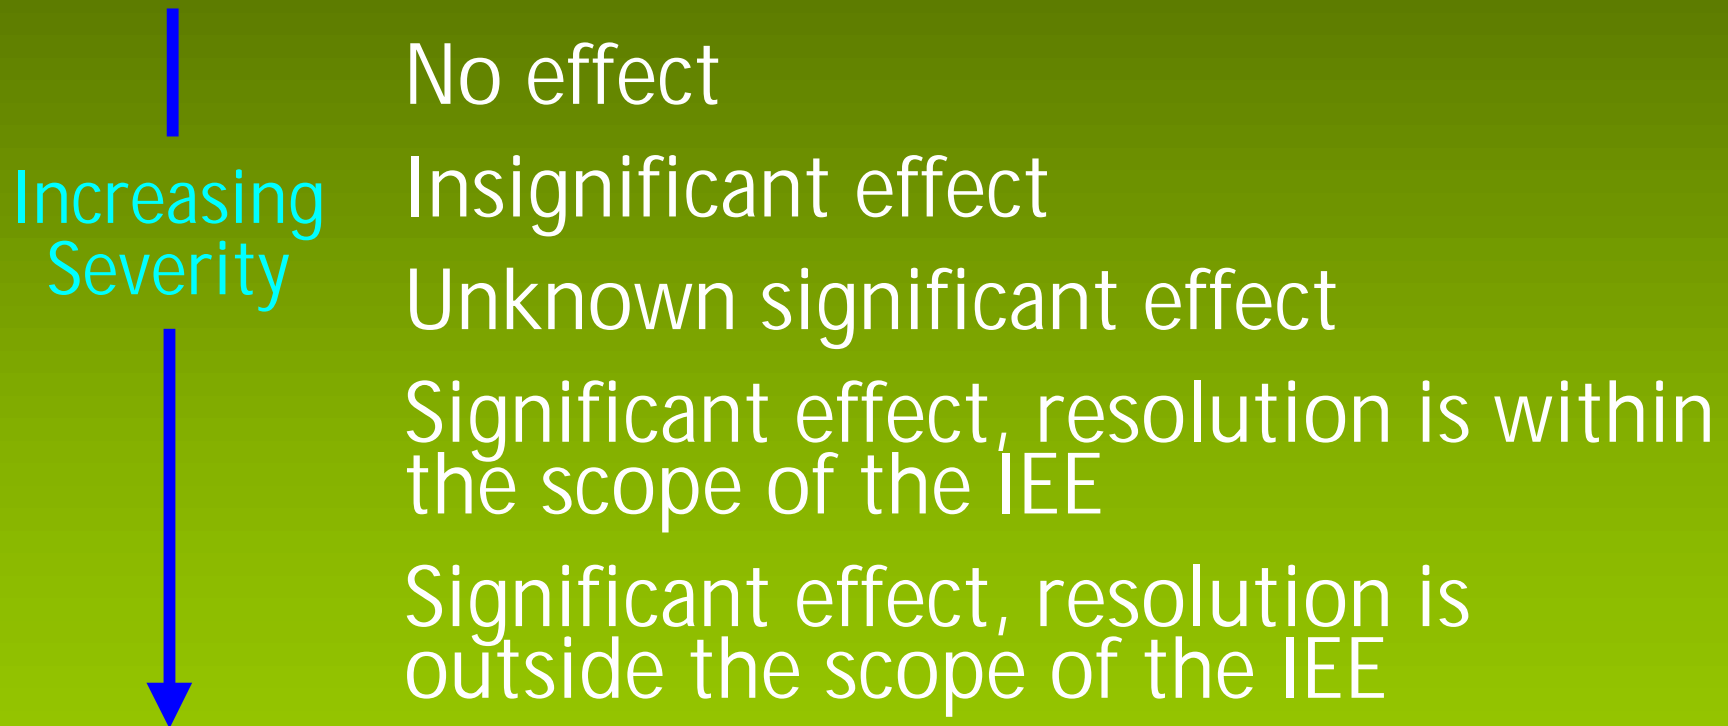 Increasing
Severity
No effect
Insignificant effect
Unknown significant effect
Significant effect, resolution is within
the scope of the IEE
Significant effect, resolution is
outside the scope of the IEE